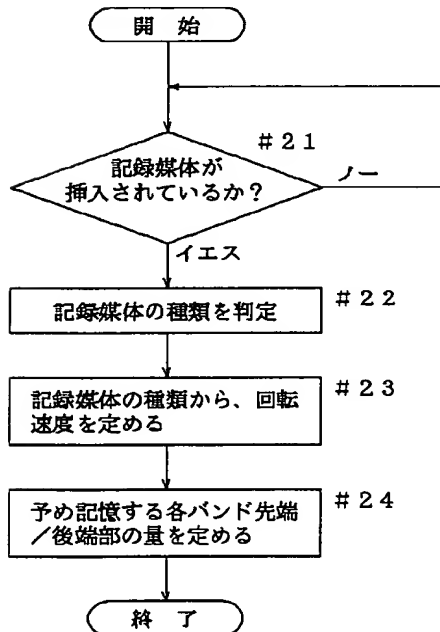 開 始
#21
記録媒体が
挿入されているか?
ノー
イエス
記録媒体の種類を判定
#22
記録媒体の種類から、回転
速度を定める
#23
予め記憶する各バンド先端
/後端部の量を定める
#24
終 了